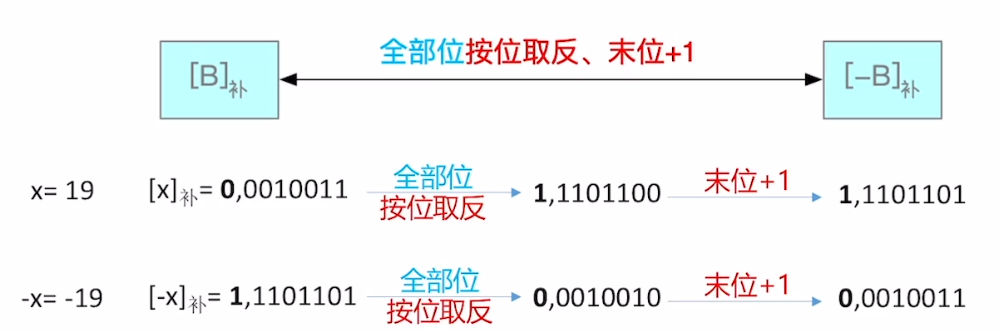 全部位按位取反、末位+1
[B]补 [−B]补
x= 19 [x]补= 0,0010011 全部位 按位取反 1,1101100 末位+1 1,1101101
-x= -19 [-x]补= 1,1101101 全部位 按位取反 0,0010010 末位+1 0,0010011